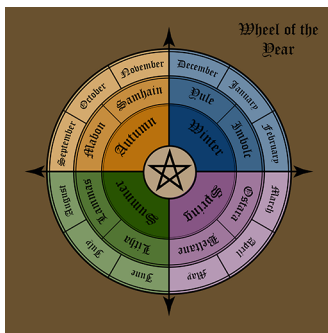 Wheel of the
Year
December
January
February
March
April
May
June
July
August
September
October
November
Yule
Imbolc
Ostara
Beltane
Litha
Lammas
Mabon
Samhain
Winter
Spring
Summer
Autumn